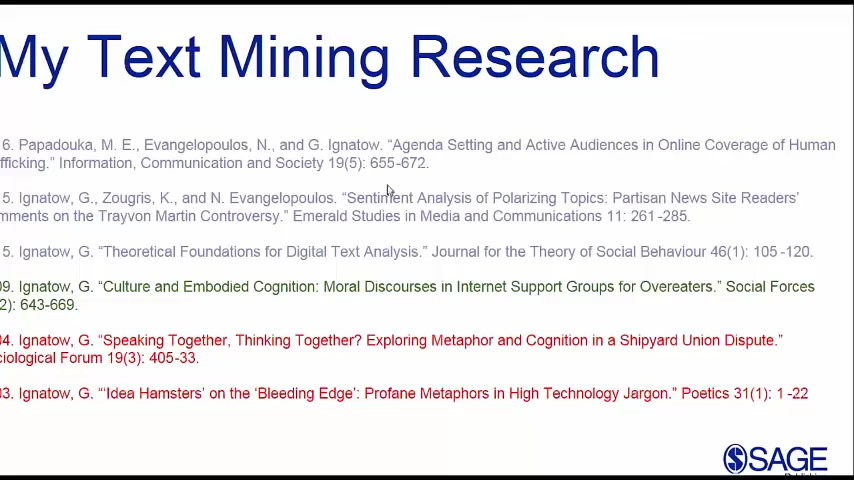 My Text Mining Research
6. Papadouka, M. E., Evangelopoulos, N., and G. Ignatow. “Agenda Setting and Active Audiences in Online Coverage of Human
fficking.” Information, Communication and Society 19(5): 655-672.
5. Ignatow, G., Zougris, K., and N. Evangelopoulos. “Sentiment Analysis of Polarizing Topics: Partisan News Site Readers’
mments on the Trayvon Martin Controversy.” Emerald Studies in Media and Communications 11: 261-285.
5. Ignatow, G. “Theoretical Foundations for Digital Text Analysis.” Journal for the Theory of Social Behaviour 46(1): 105-120.
09. Ignatow, G. “Culture and Embodied Cognition: Moral Discourses in Internet Support Groups for Overeaters.” Social Forces
2): 643-669.
04. Ignatow, G. “Speaking Together, Thinking Together? Exploring Metaphor and Cognition in a Shipyard Union Dispute.”
ciological Forum 19(3): 405-33.
03. Ignatow, G. “‘Idea Hamsters’ on the ‘Bleeding Edge’: Profane Metaphors in High Technology Jargon.” Poetics 31(1): 1-22
SAGE